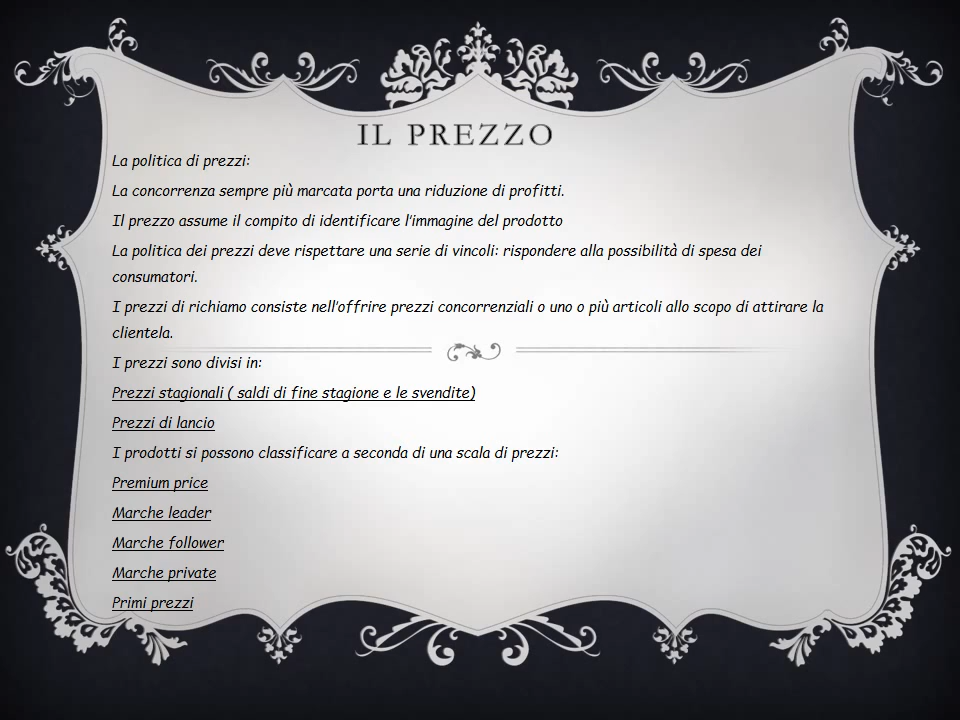 IL PREZZO
La politica di prezzi:
La concorrenza sempre più marcata porta una riduzione di profitti.
Il prezzo assume il compito di identificare l'immagine del prodotto
La politica dei prezzi deve rispettare una serie di vincoli: rispondere alla possibilità di spesa dei
consumatori.
I prezzi di richiamo consiste nell'offrire prezzi concorrenziali o uno o più articoli allo scopo di attirare la
clientela.
I prezzi sono divisi in:
Prezzi stagionali ( saldi di fine stagione e le svendite)
Prezzi di lancio
I prodotti si possono classificare a seconda di una scala di prezzi:
Premium price
Marche leader
Marche follower
Marche private
Primi prezzi